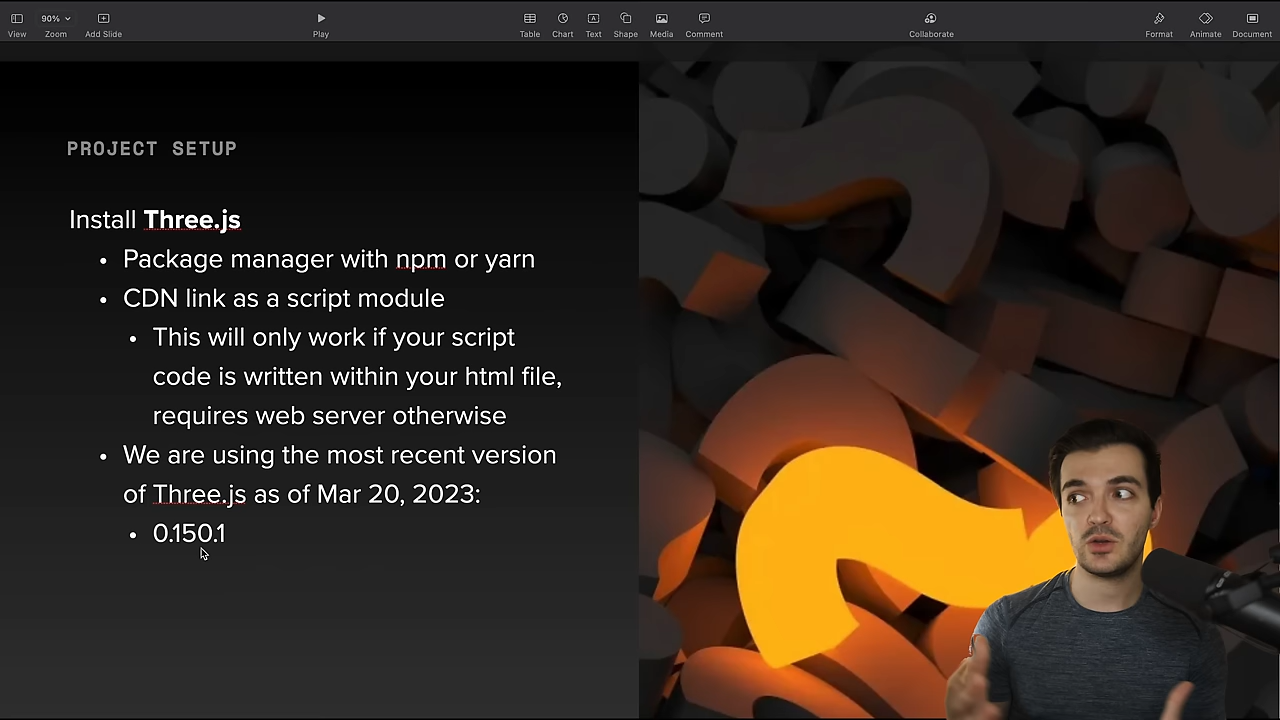 90%
View
Zoom
Add Slide
Play
Table
Chart
Text
Shape
Media
Comment
Collaborate
Format
Animate
Document
PROJECT SETUP
Install Three.js
• Package manager with npm or yarn
• CDN link as a script module
• This will only work if your script
code is written within your html file,
requires web server otherwise
• We are using the most recent version
of Three.js as of Mar 20, 2023:
• 0.150.1